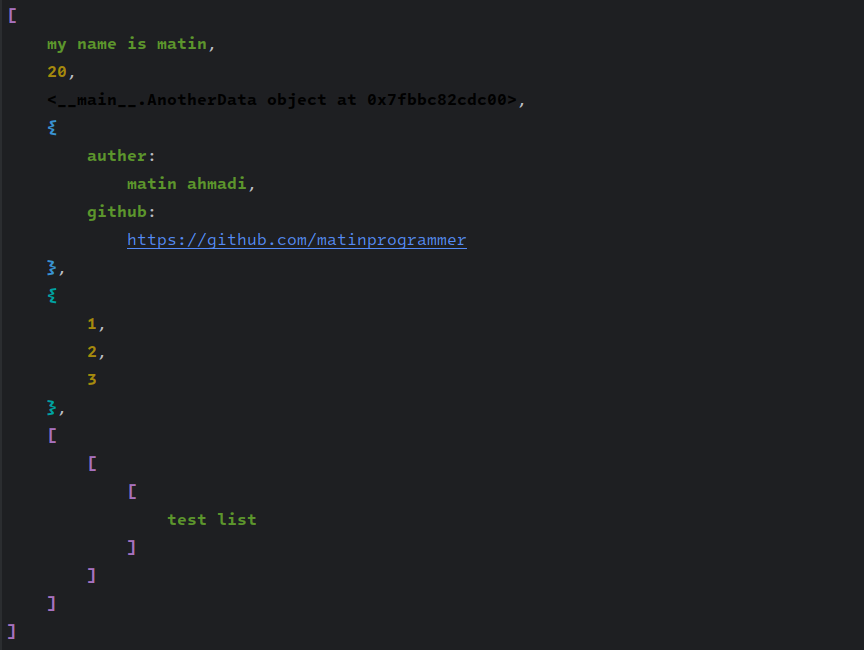 [
    my name is matin,
    20,
    <__main__.AnotherData object at 0x7fbbc82cdc00>,
    {
        auther:
            matin ahmadi,
        github:
            https://github.com/matinprogrammer
    },
    {
        1,
        2,
        3
    },
    [
        [
            [
                test list
            ]
        ]
    ]
]